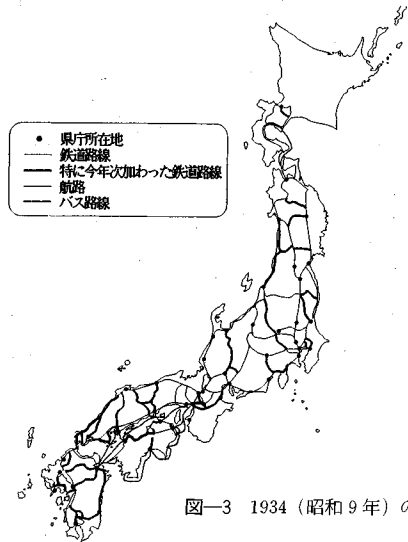 県庁所在地
鉄道路線
特に今年次加わった鉄道路線
航路
バス路線
図—3 1934（昭和9年）の